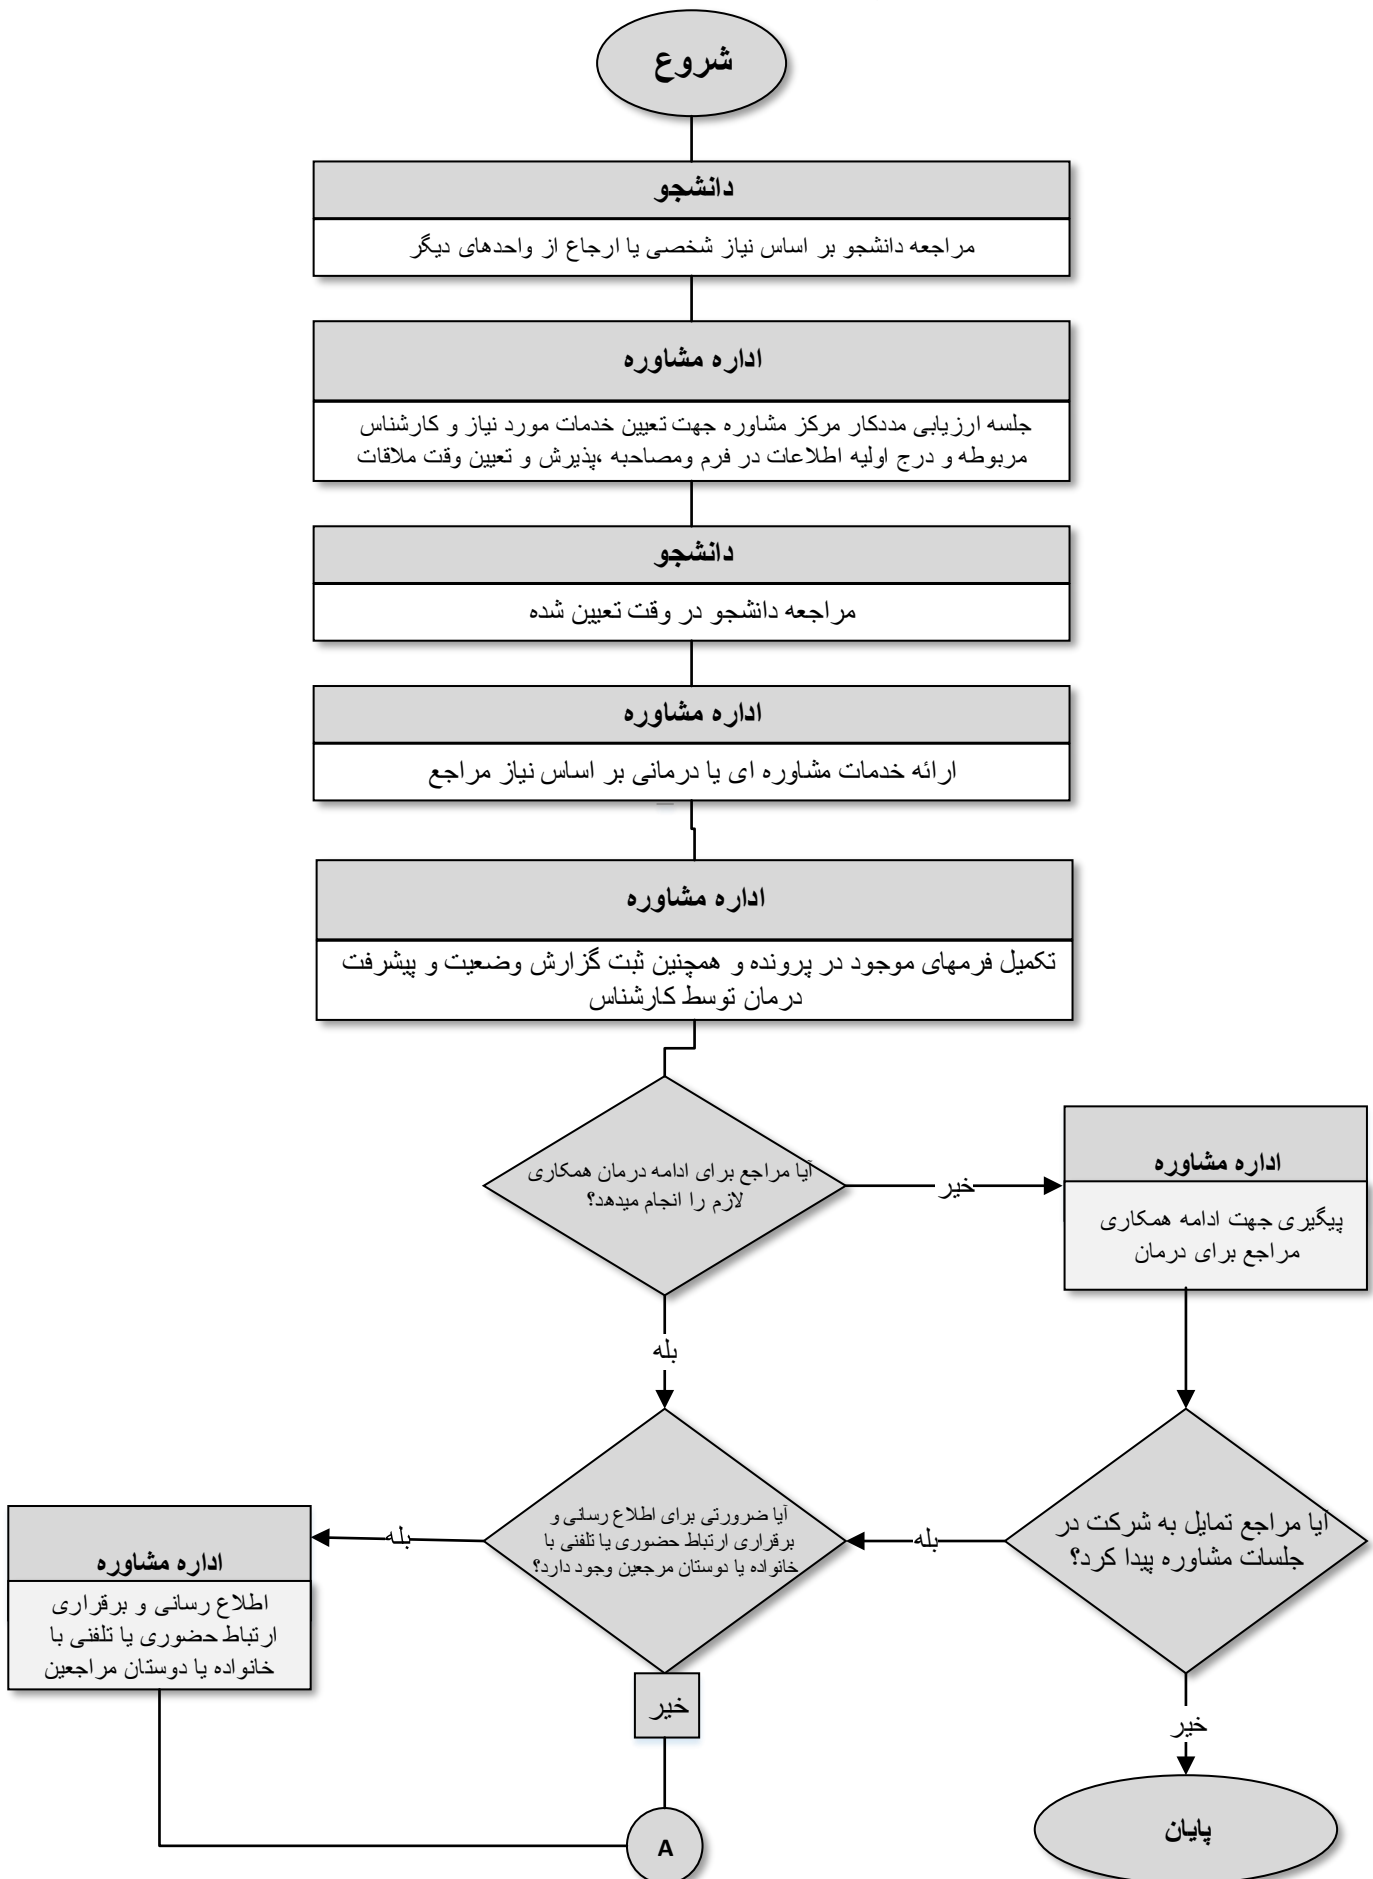 شروع
دانشجو
مراجعه دانشجو بر اساس نیاز شخصی یا ارجاع از واحدهای دیگر
اداره مشاوره
جلسه ارزیابی مددکار مرکز مشاوره جهت تعیین خدمات مورد نیاز و کارشناس
مربوطه و درج اولیه اطلاعات در فرم ومصاحبه ،پذیرش و تعیین وقت ملاقات
دانشجو
مراجعه دانشجو در وقت تعیین شده
اداره مشاوره
ارائه خدمات مشاوره ای یا درمانی بر اساس نیاز مراجع
اداره مشاوره
تکمیل فرمهای موجود در پرونده و همچنین ثبت گزارش وضعیت و پیشرفت
درمان توسط کارشناس
آیا مراجع برای ادامه درمان همکاری
لازم را انجام میدهد؟
خیر
اداره مشاوره
پیگیری جهت ادامه همکاری
مراجع برای درمان
بله
آیا مراجع تمایل به شرکت در
جلسات مشاوره پیدا کرد؟
بله
آیا ضرورتی برای اطلاع رسانی و
برقراری ارتباط حضوری یا تلفنی با
خانواده یا دوستان مرجعین وجود دارد؟
بله
اداره مشاوره
اطلاع رسانی و برقراری
ارتباط حضوری یا تلفنی با
خانواده یا دوستان مراجعین
خیر
خیر
پایان
A